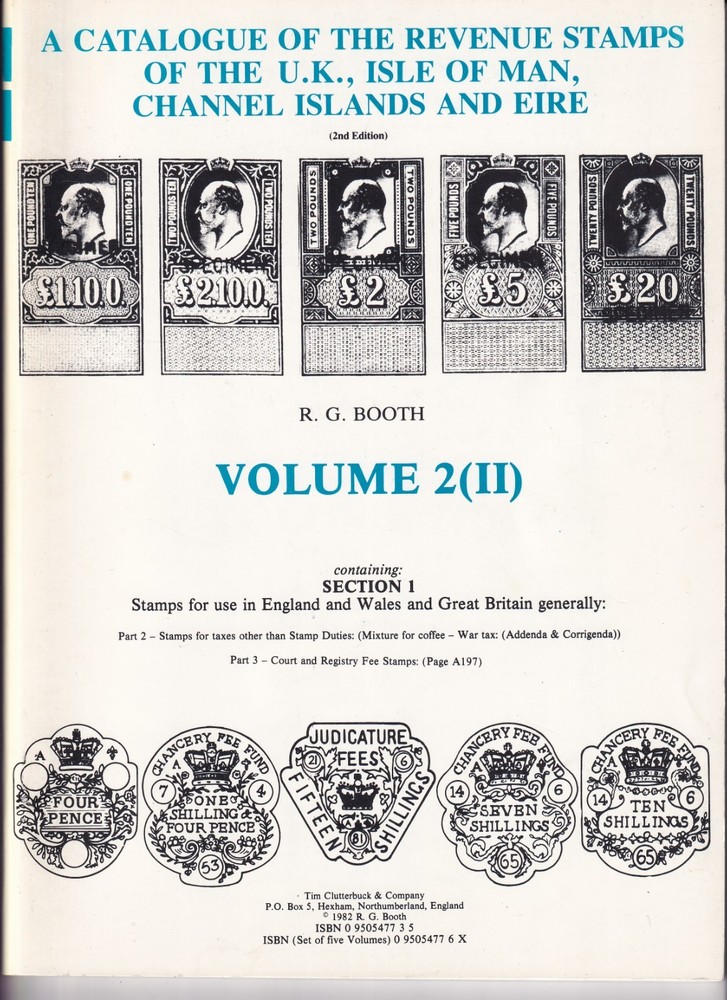 A CATALOGUE OF THE REVENUE STAMPS
OF THE U.K., ISLE OF MAN,
CHANNEL ISLANDS AND EIRE
(2nd Edition)
ONE POUND TEN
ONE POUND TEN
SPECIMEN
£1.10.0.
TWO POUNDS TEN
TWO POUNDS TEN
SPECIMEN
£2.10.0.
TWO POUNDS
TWO POUNDS
£2
FIVE POUNDS
FIVE POUNDS
SPECIMEN
£5
TWENTY POUNDS
TWENTY POUNDS
£20
R. G. BOOTH
VOLUME 2(II)
containing:
SECTION 1
Stamps for use in England and Wales and Great Britain generally:
Part 2 – Stamps for taxes other than Stamp Duties: (Mixture for coffee – War tax: (Addenda & Corrigenda))
Part 3 – Court and Registry Fee Stamps: (Page A197)
A
FOUR
PENCE
CHANCERY FEE FUND
A
7 4
ONE
SHILLING &
FOUR PENCE
53
JUDICATURE
FEES
21 6
FIFTEEN SHILLINGS
81
CHANCERY FEE FUND
A
14 6
SEVEN
SHILLINGS
65
CHANCERY FEE FUND
A
14 6
TEN
SHILLINGS
65
Tim Clutterbuck & Company
P.O. Box 5, Hexham, Northumberland, England
© 1982 R. G. Booth
ISBN 0 9505477 3 5
ISBN (Set of five Volumes) 0 9505477 6 X